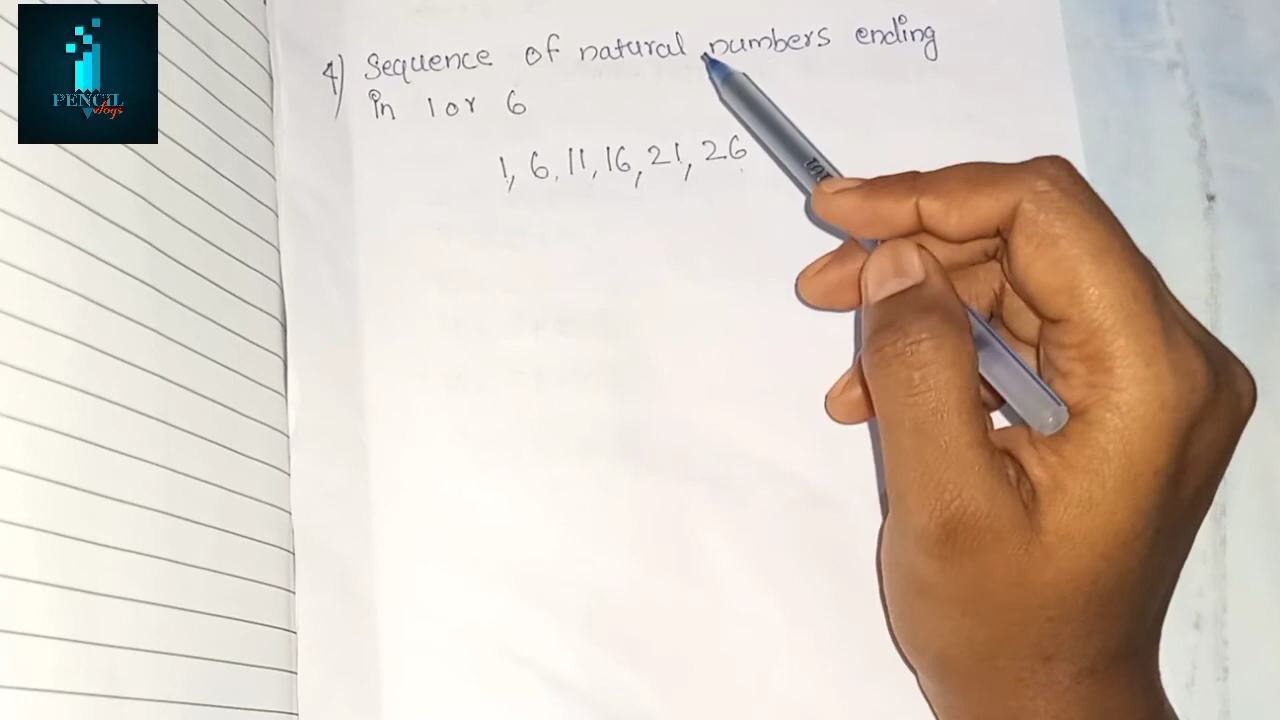 PENCIL
4) Sequence of natural numbers ending
in 1 or 6
1, 6, 11, 16, 21, 26